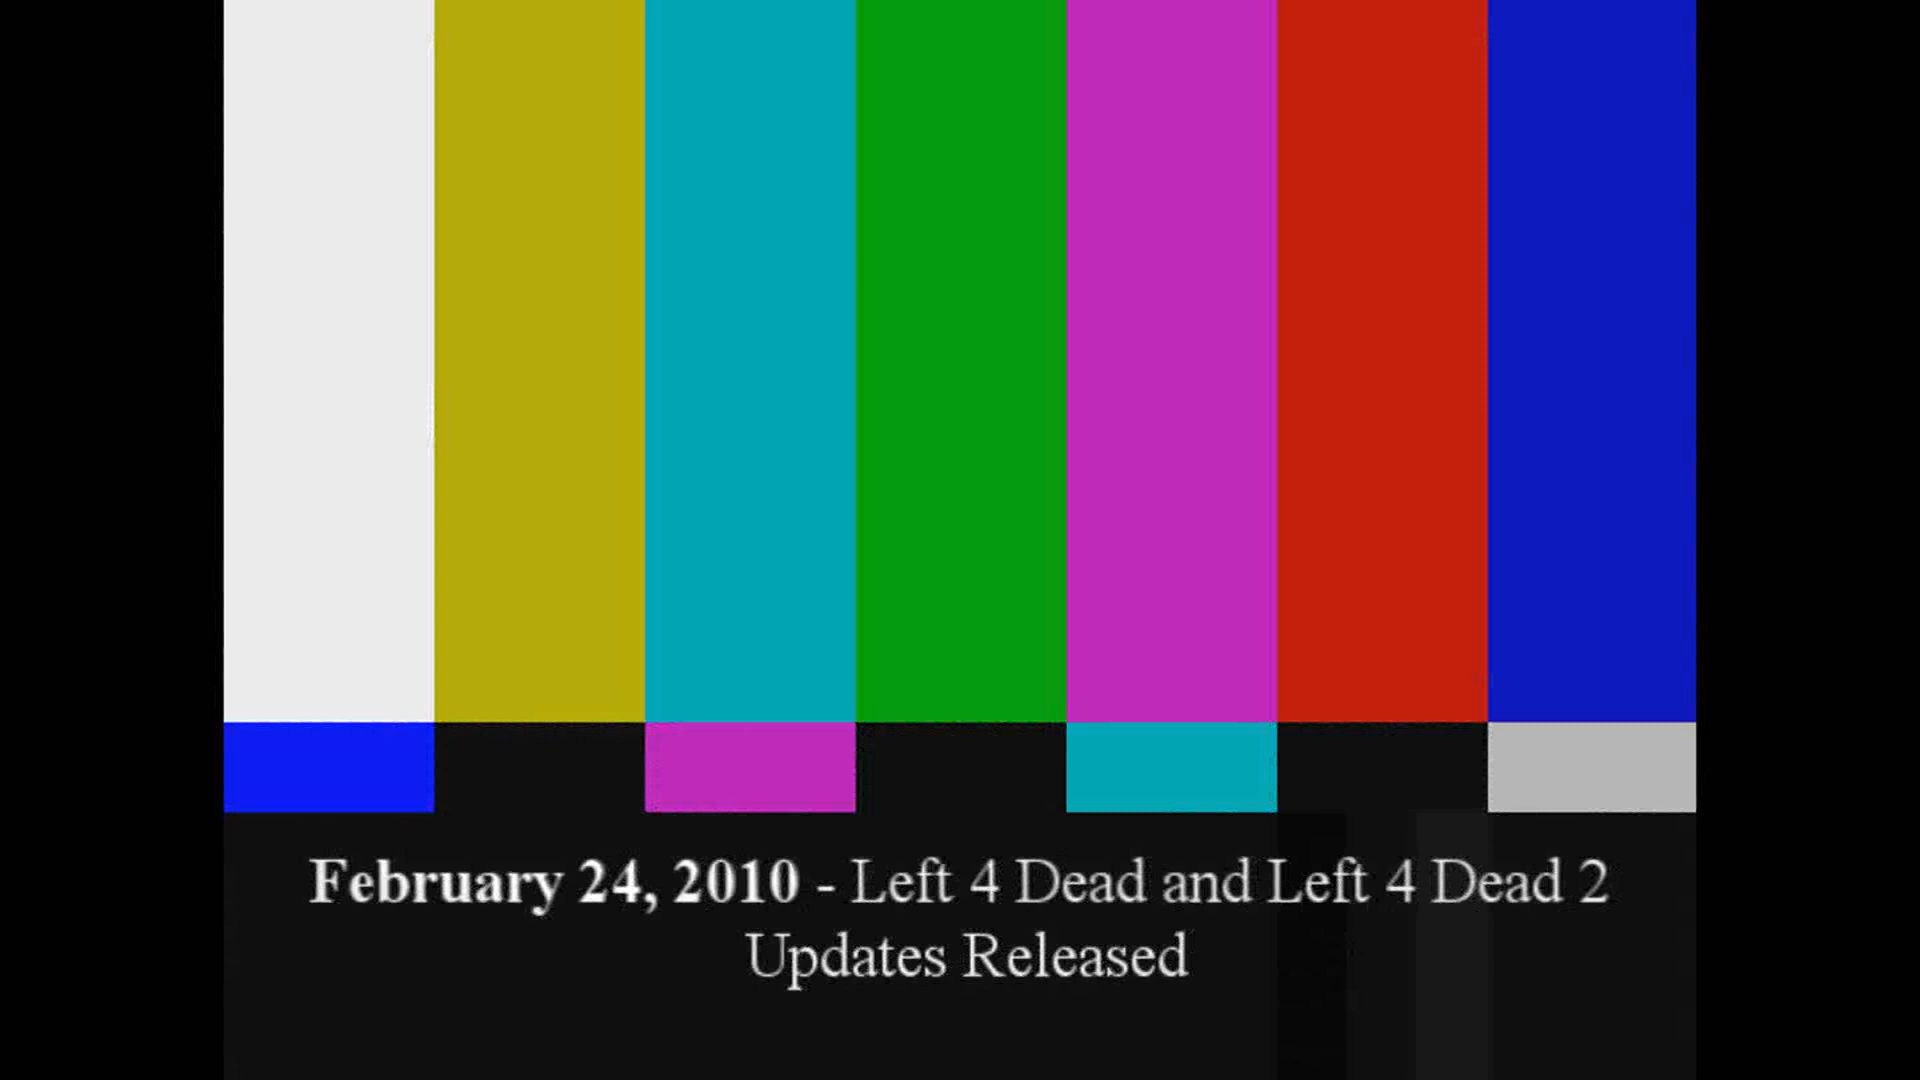 February 24, 2010 - Left 4 Dead and Left 4 Dead 2
Updates Released